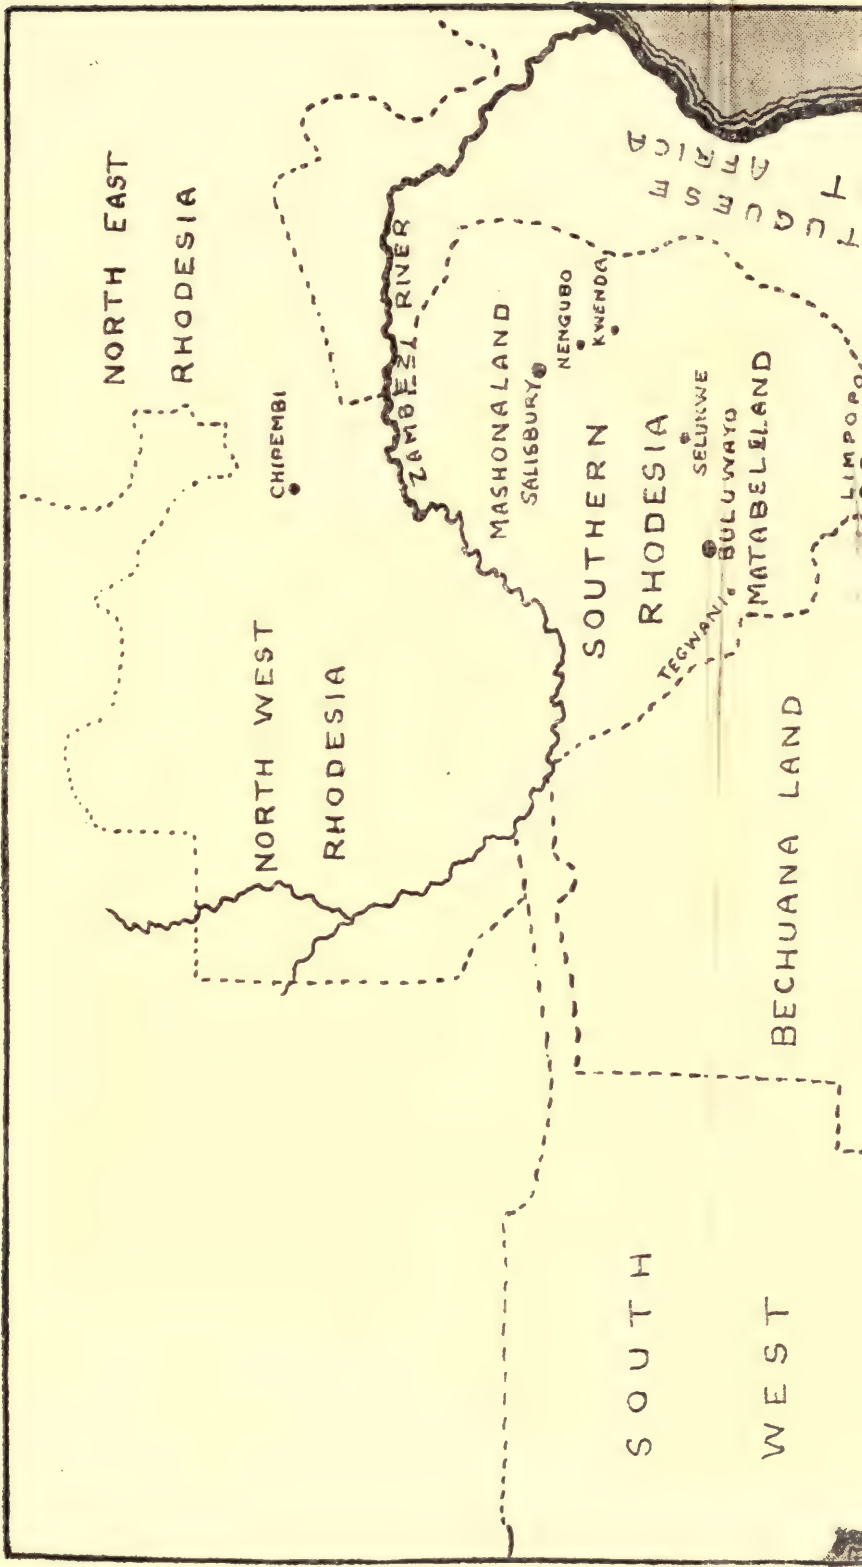 NORTH EAST
RHODESIA
CHIPEMBI
NORTH WEST
RHODESIA
ZAMBEZI RIVER
MASHONALAND
SALISBURY
NENGUBO
KWENDA
SOUTHERN
RHODESIA
SELUKWE
BULUWAYO
MATABELELAND
TEGWANI
LIMPOPO
TUGUESE
AFRICA
BECHUANA LAND
SOUTH
WEST